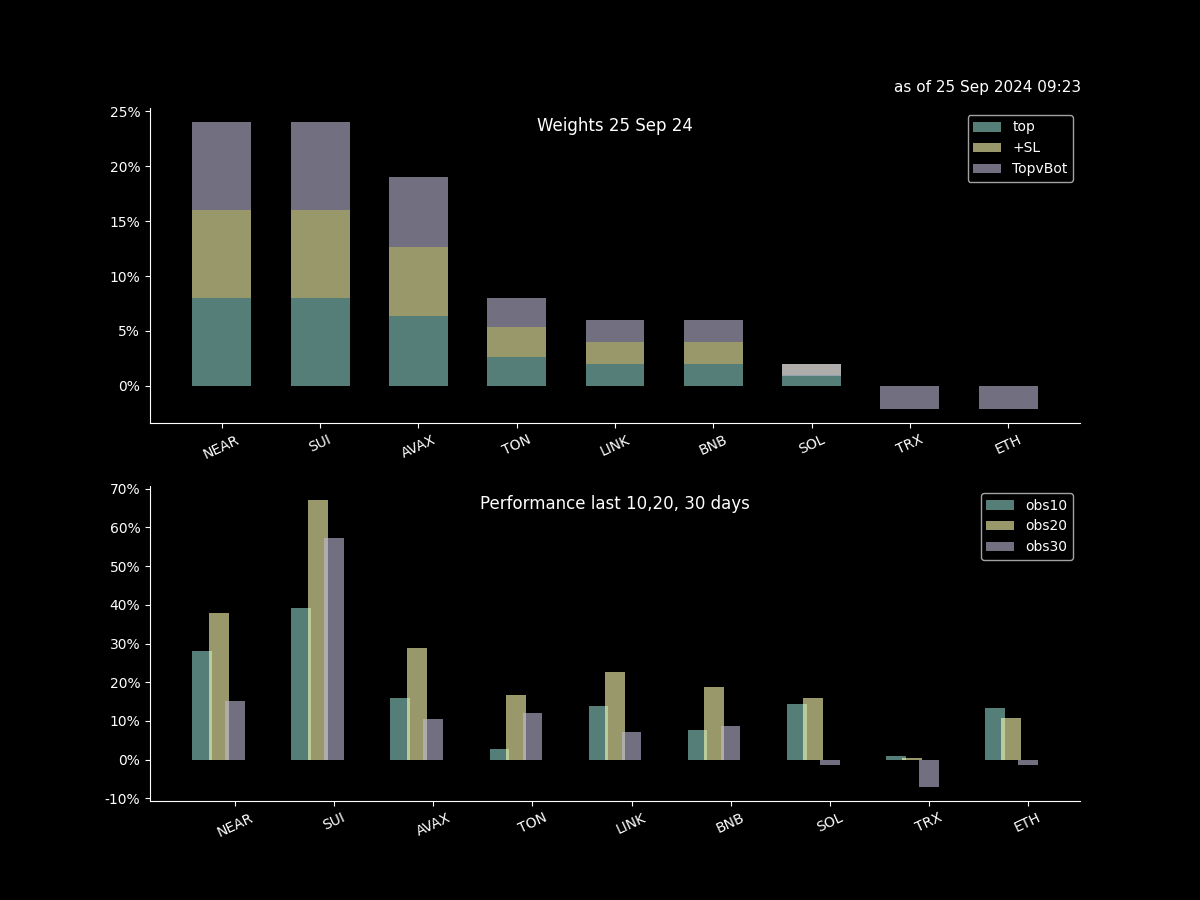 as of 25 Sep 2024 09:23
Weights 25 Sep 24
top
+SL
TopvBot
25%
20%
15%
10%
5%
0%
NEAR SUI AVAX TON LINK BNB SOL TRX ETH
Performance last 10,20, 30 days
obs10
obs20
obs30
70%
60%
50%
40%
30%
20%
10%
0%
-10%
NEAR SUI AVAX TON LINK BNB SOL TRX ETH